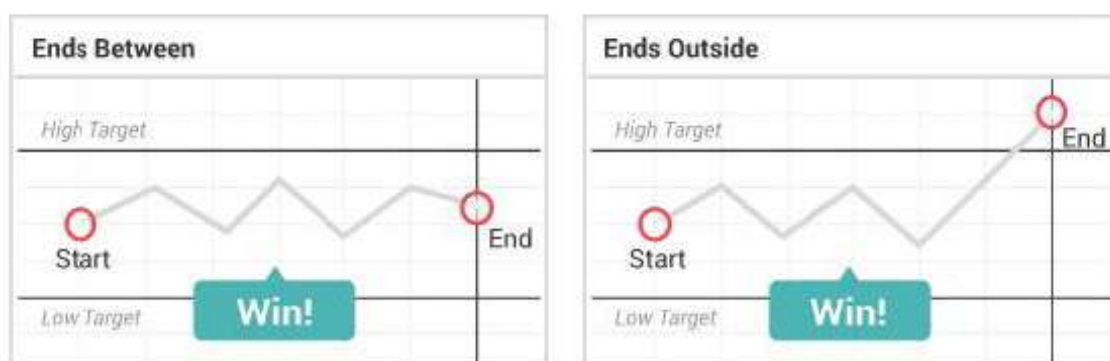 Ends Between
High Target
Start
End
Win!
Low Target
Ends Outside
High Target
End
Start
Win!
Low Target